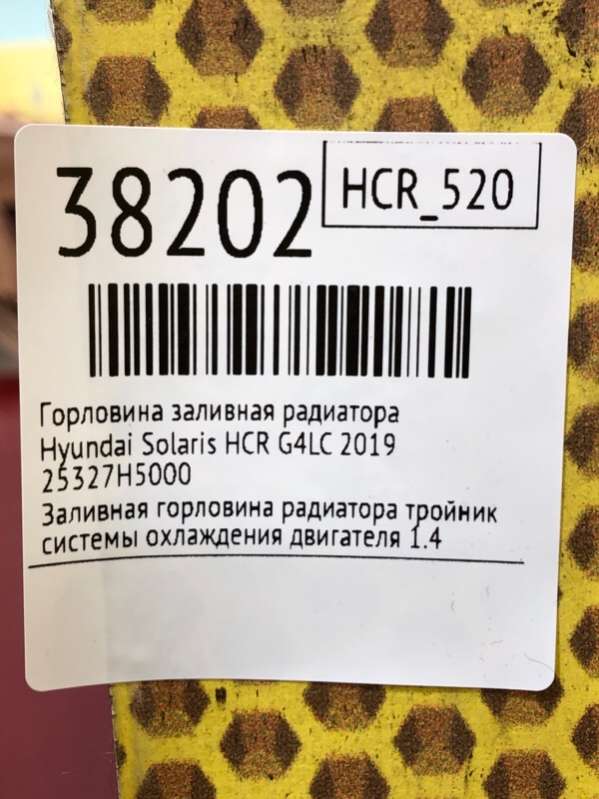 38202
HCR_520
Горловина заливная радиатора
Hyundai Solaris HCR G4LC 2019
25327H5000
Заливная горловина радиатора тройник
системы охлаждения двигателя 1.4